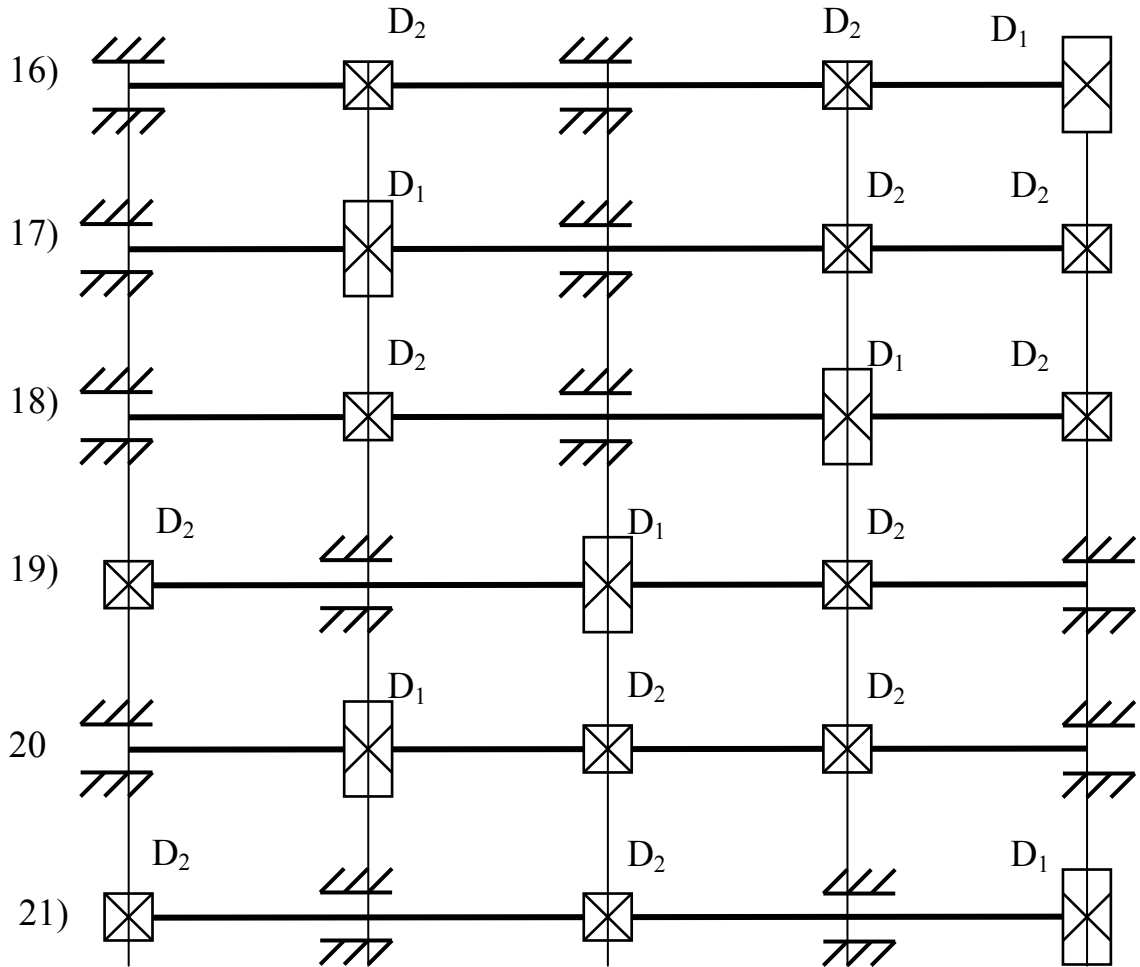 D₂ D₂ D₁
16)
D₁ D₂ D₂
17)
D₂ D₁ D₂
18)
D₂ D₁ D₂
19)
D₁ D₂ D₂
20
D₂ D₂ D₁
21)